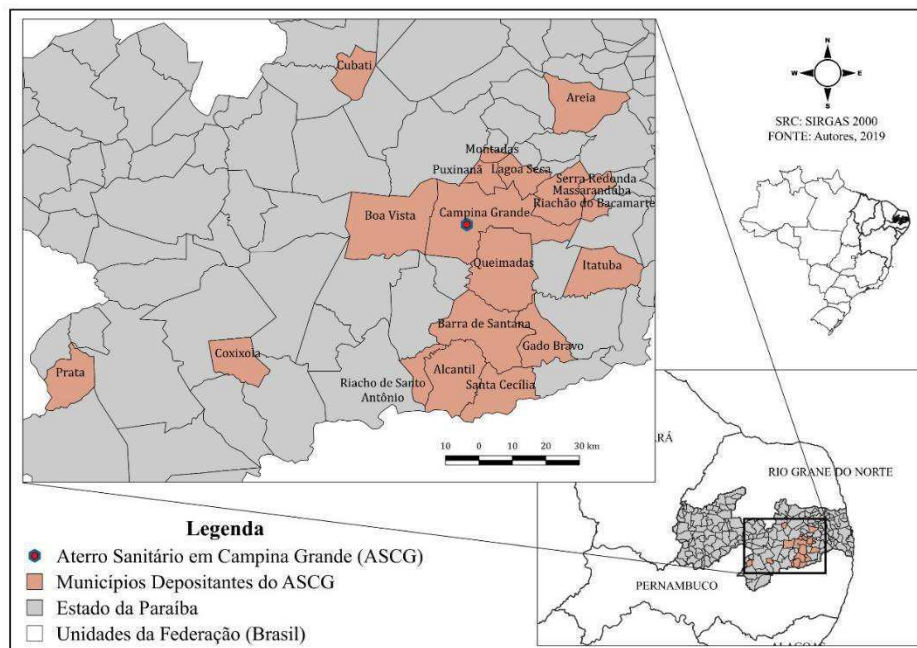 Cubati
Areia
Montadas
Puxinanã
Lagoa Seca
Serra Redonda
Massaranduba
Riachão do Bacamarte
Boa Vista
Campina Grande
Queimadas
Itatuba
Barra de Santana
Gado Bravo
Prata
Coxixola
Riacho de Santo
Antônio
Alcantil
Santa Cecília
10 0 10 20 30 km
N
W
E
S
SRC: SIRGAS 2000
FONTE: Autores, 2019
ARÁ
RIO GRANE DO NORTE
PERNAMBUCO
ALAGOAS
Legenda
Aterro Sanitário em Campina Grande (ASCG)
Municípios Depositantes do ASCG
Estado da Paraíba
Unidades da Federação (Brasil)